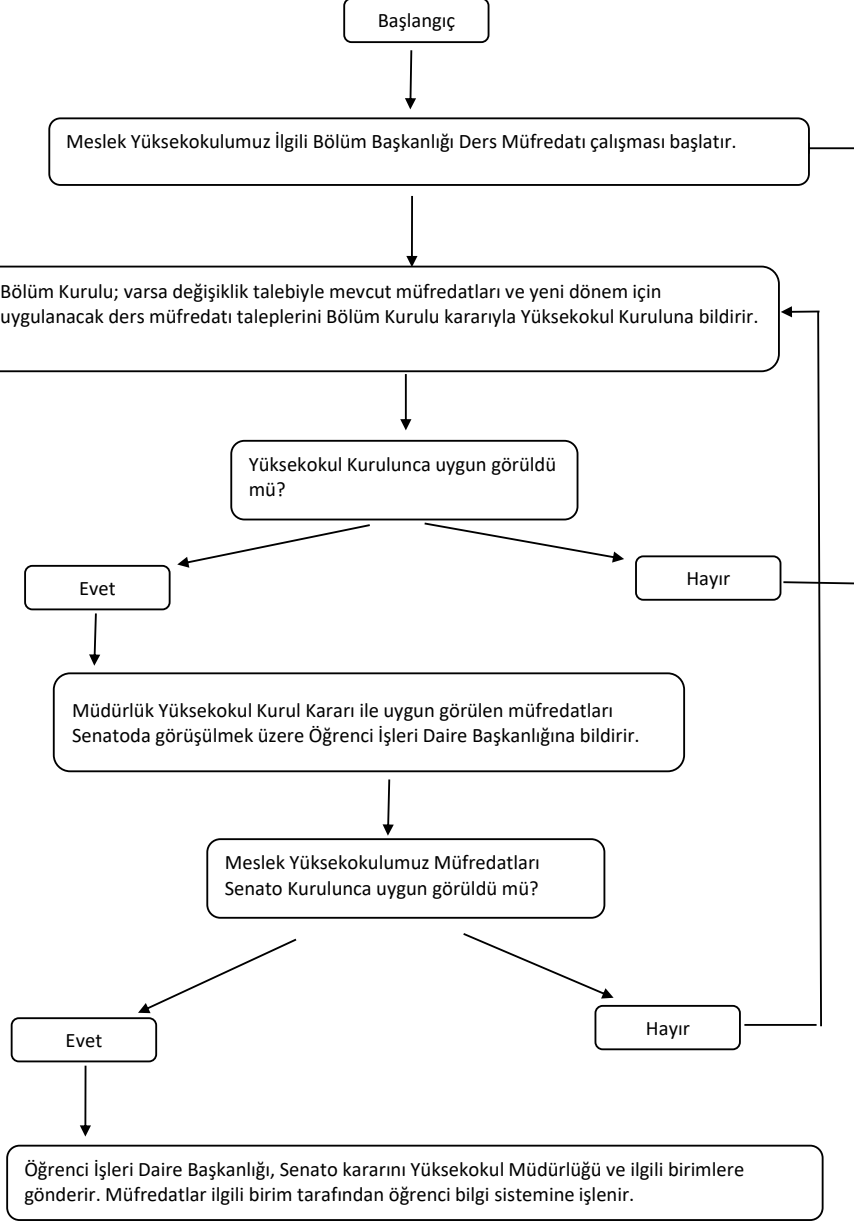 Başlangıç
Meslek Yüksekokulumuz İlgili Bölüm Başkanlığı Ders Müfredatı çalışması başlatır.
Bölüm Kurulu; varsa değişiklik talebiyle mevcut müfredatları ve yeni dönem için
uygulanacak ders müfredatı taleplerini Bölüm Kurulu kararıyla Yüksekokul Kuruluna bildirir.
Yüksekokul Kurulunca uygun görüldü
mü?
Evet
Hayır
Müdürlük Yüksekokul Kurul Kararı ile uygun görülen müfredatları
Senatoda görüşülmek üzere Öğrenci İşleri Daire Başkanlığına bildirir.
Meslek Yüksekokulumuz Müfredatları
Senato Kurulunca uygun görüldü mü?
Evet
Hayır
Öğrenci İşleri Daire Başkanlığı, Senato kararını Yüksekokul Müdürlüğü ve ilgili birimlere
gönderir. Müfredatlar ilgili birim tarafından öğrenci bilgi sistemine işlenir.